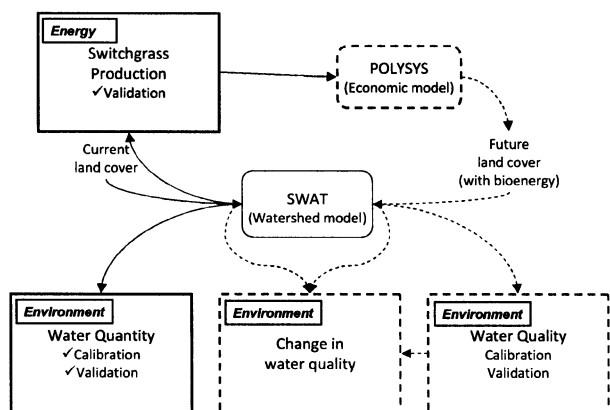 Energy
Switchgrass
Production
✓Validation
POLYSYS
(Economic model)
Current
land cover
Future
land cover
(with bioenergy)
SWAT
(Watershed model)
Environment
Water Quantity
✓Calibration
✓Validation
Environment
Change in
water quality
Environment
Water Quality
Calibration
Validation